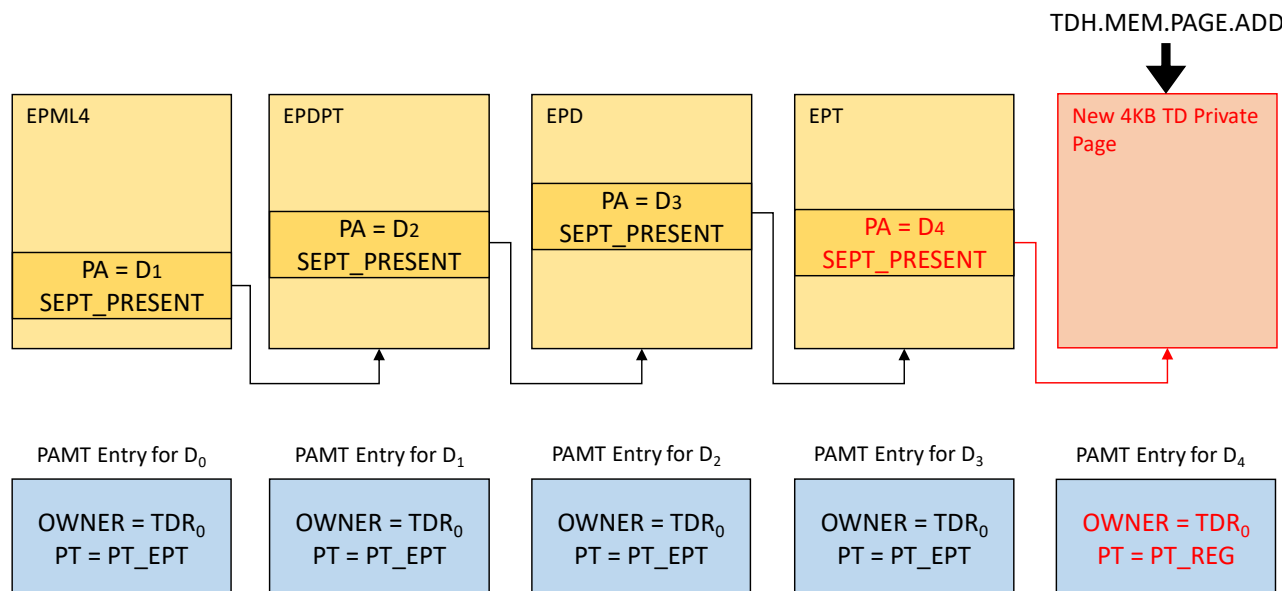 TDH.MEM.PAGE.ADD
EPML4
EPDPT
EPD
EPT
New 4KB TD Private
Page
PA = D1
SEPT_PRESENT
PA = D2
SEPT_PRESENT
PA = D3
SEPT_PRESENT
PA = D4
SEPT_PRESENT
PAMT Entry for D₀
PAMT Entry for D₁
PAMT Entry for D₂
PAMT Entry for D₃
PAMT Entry for D₄
OWNER = TDR₀
PT = PT_EPT
OWNER = TDR₀
PT = PT_EPT
OWNER = TDR₀
PT = PT_EPT
OWNER = TDR₀
PT = PT_EPT
OWNER = TDR₀
PT = PT_REG